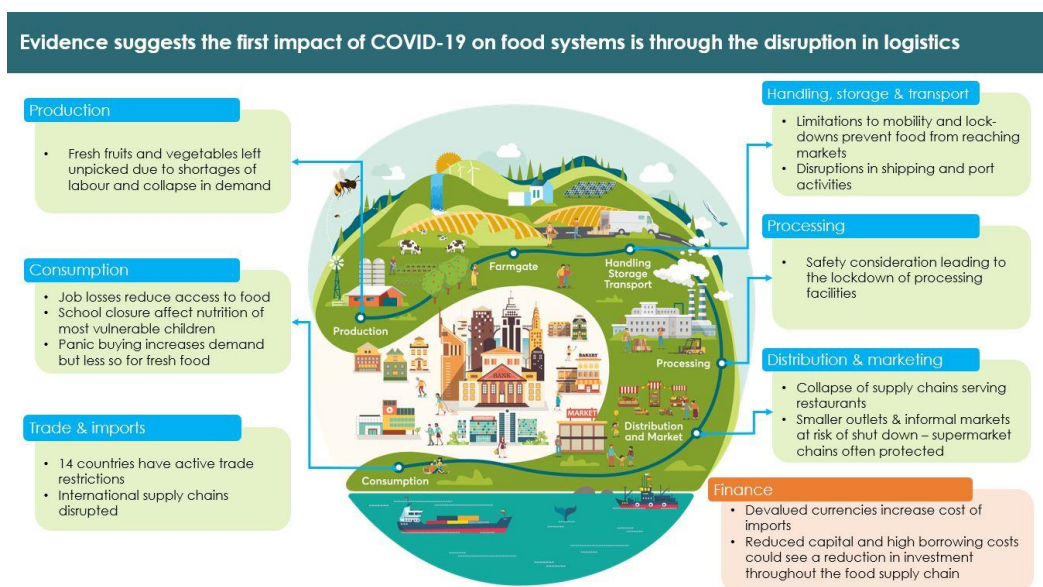 Evidence suggests the first impact of COVID-19 on food systems is through the disruption in logistics
Production
• Fresh fruits and vegetables left
unpicked due to shortages of
labour and collapse in demand
Consumption
• Job losses reduce access to food
• School closure affect nutrition of
most vulnerable children
• Panic buying increases demand
but less so for fresh food
Trade & imports
• 14 countries have active trade
restrictions
• International supply chains
disrupted
Farmgate
Handling
Storage
Transport
Production
Processing
BANK
BAKERY
MARKET
Distribution
and Market
Consumption
Handling, storage & transport
• Limitations to mobility and lock-
downs prevent food from reaching
markets
• Disruptions in shipping and port
activities
Processing
• Safety consideration leading to
the lockdown of processing
facilities
Distribution & marketing
• Collapse of supply chains serving
restaurants
• Smaller outlets & informal markets
at risk of shut down – supermarket
chains often protected
Finance
• Devalued currencies increase cost of
imports
• Reduced capital and high borrowing costs
could see a reduction in investment
throughout the food supply chain